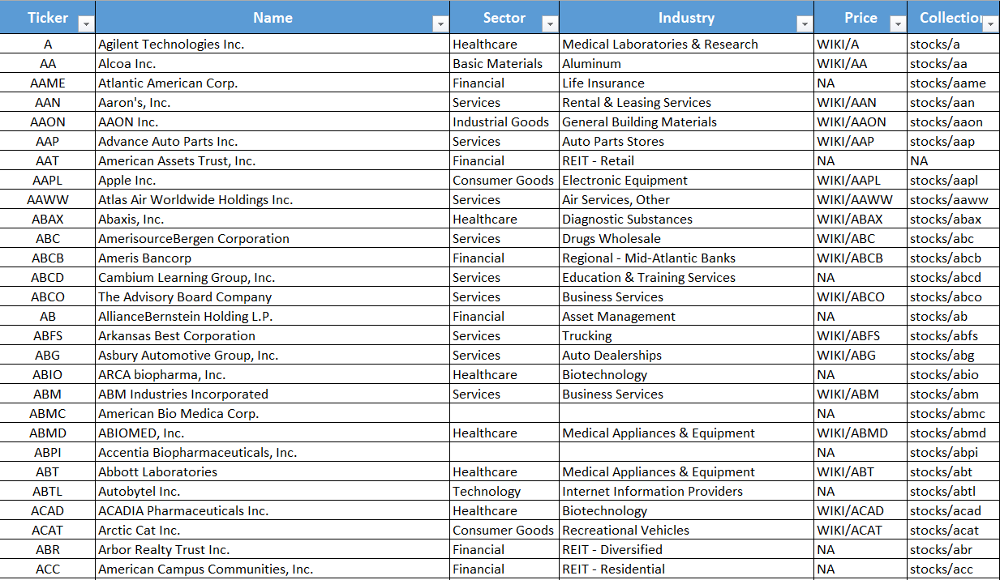 Ticker Name Sector Industry Price Collection
A Agilent Technologies Inc. Healthcare Medical Laboratories & Research WIKI/A stocks/a
AA Alcoa Inc. Basic Materials Aluminum WIKI/AA stocks/aa
AAME Atlantic American Corp. Financial Life Insurance NA stocks/aame
AAN Aaron's, Inc. Services Rental & Leasing Services WIKI/AAN stocks/aan
AAON AAON Inc. Industrial Goods General Building Materials WIKI/AAON stocks/aaon
AAP Advance Auto Parts Inc. Services Auto Parts Stores WIKI/AAP stocks/aap
AAT American Assets Trust, Inc. Financial REIT - Retail NA NA
AAPL Apple Inc. Consumer Goods Electronic Equipment WIKI/AAPL stocks/aapl
AAWW Atlas Air Worldwide Holdings Inc. Services Air Services, Other WIKI/AAWW stocks/aaww
ABAX Abaxis, Inc. Healthcare Diagnostic Substances WIKI/ABAX stocks/abax
ABC AmerisourceBergen Corporation Services Drugs Wholesale WIKI/ABC stocks/abc
ABCB Ameris Bancorp Financial Regional - Mid-Atlantic Banks WIKI/ABCB stocks/abcb
ABCD Cambium Learning Group, Inc. Services Education & Training Services NA stocks/abcd
ABCO The Advisory Board Company Services Business Services WIKI/ABCO stocks/abco
AB AllianceBernstein Holding L.P. Financial Asset Management NA stocks/ab
ABFS Arkansas Best Corporation Services Trucking WIKI/ABFS stocks/abfs
ABG Asbury Automotive Group, Inc. Services Auto Dealerships WIKI/ABG stocks/abg
ABIO ARCA biopharma, Inc. Healthcare Biotechnology NA stocks/abio
ABM ABM Industries Incorporated Services Business Services WIKI/ABM stocks/abm
ABMC American Bio Medica Corp. NA stocks/abmc
ABMD ABIOMED, Inc. Healthcare Medical Appliances & Equipment WIKI/ABMD stocks/abmd
ABPI Accentia Biopharmaceuticals, Inc. NA stocks/abpi
ABT Abbott Laboratories Healthcare Medical Appliances & Equipment WIKI/ABT stocks/abt
ABTL Autobytel Inc. Technology Internet Information Providers NA stocks/abtl
ACAD ACADIA Pharmaceuticals Inc. Healthcare Biotechnology WIKI/ACAD stocks/acad
ACAT Arctic Cat Inc. Consumer Goods Recreational Vehicles WIKI/ACAT stocks/acat
ABR Arbor Realty Trust Inc. Financial REIT - Diversified NA stocks/abr
ACC American Campus Communities, Inc. Financial REIT - Residential NA stocks/acc